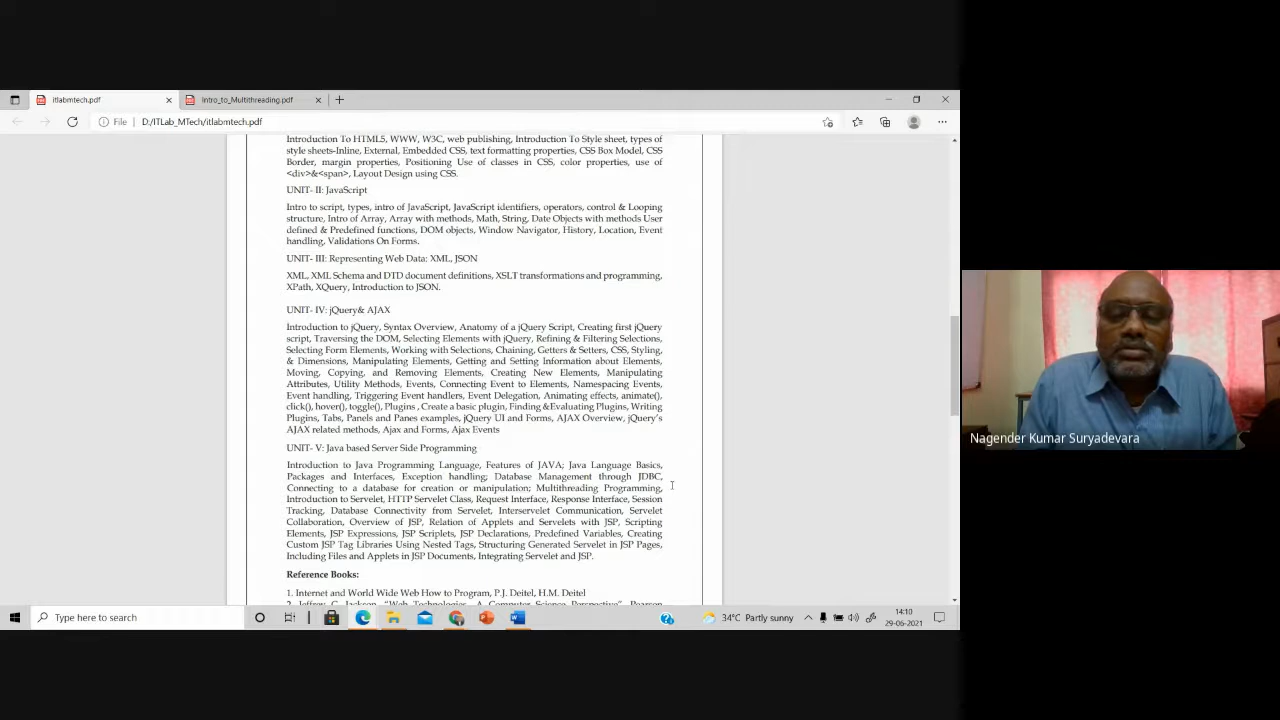 itlabmtech.pdf
Intro_to_Multithreading.pdf
File
D:/ITLab_MTech/itlabmtech.pdf
Introduction To HTML5, WWW, W3C, web publishing, Introduction To Style sheet, types of
style sheets-Inline, External, Embedded CSS, text formatting properties, CSS Box Model, CSS
Border, margin properties, Positioning Use of classes in CSS, color properties, use of
<div>&<span>, Layout Design using CSS.
UNIT- II: JavaScript
Intro to script, types, intro of JavaScript, JavaScript identifiers, operators, control & Looping
structure, Intro of Array, Array with methods, Math, String, Date Objects with methods User
defined & Predefined functions, DOM objects, Window Navigator, History, Location, Event
handling, Validations On Forms.
UNIT- III: Representing Web Data: XML, JSON
XML, XML Schema and DTD document definitions, XSLT transformations and programming,
XPath, XQuery, Introduction to JSON.
UNIT- IV: jQuery& AJAX
Introduction to jQuery, Syntax Overview, Anatomy of a jQuery Script, Creating first jQuery
script, Traversing the DOM, Selecting Elements with jQuery, Refining & Filtering Selections,
Selecting Form Elements, Working with Selections, Chaining, Getters & Setters, CSS, Styling,
& Dimensions, Manipulating Elements, Getting and Setting Information about Elements,
Moving, Copying, and Removing Elements, Creating New Elements, Manipulating
Attributes, Utility Methods, Events, Connecting Event to Elements, Namespacing Events,
Event handling, Triggering Event handlers, Event Delegation, Animating effects, animate(),
click(), hover(), toggle(), Plugins , Create a basic plugin, Finding &Evaluating Plugins, Writing
Plugins, Tabs, Panels and Panes examples, jQuery UI and Forms, AJAX Overview, jQuery's
AJAX related methods, Ajax and Forms, Ajax Events
UNIT- V: Java based Server Side Programming
Introduction to Java Programming Language, Features of JAVA; Java Language Basics,
Packages and Interfaces, Exception handling; Database Management through JDBC,
Connecting to a database for creation or manipulation; Multithreading Programming,
Introduction to Servelet, HTTP Servelet Class, Request Interface, Response Interface, Session
Tracking, Database Connectivity from Servelet, Interservelet Communication, Servelet
Collaboration, Overview of JSP, Relation of Applets and Servelets with JSP, Scripting
Elements, JSP Expressions, JSP Scriplets, JSP Declarations, Predefined Variables, Creating
Custom JSP Tag Libraries Using Nested Tags, Structuring Generated Servelet in JSP Pages,
Including Files and Applets in JSP Documents, Integrating Servelet and JSP.
Reference Books:
1. Internet and World Wide Web How to Program, P.J. Deitel, H.M. Deitel
2. Jeffrey C. Jackson, "Web Technologies--A Computer Science Perspective", Pearson
Nagender Kumar Suryadevara
Type here to search
34°C Partly sunny
14:10
29-06-2021